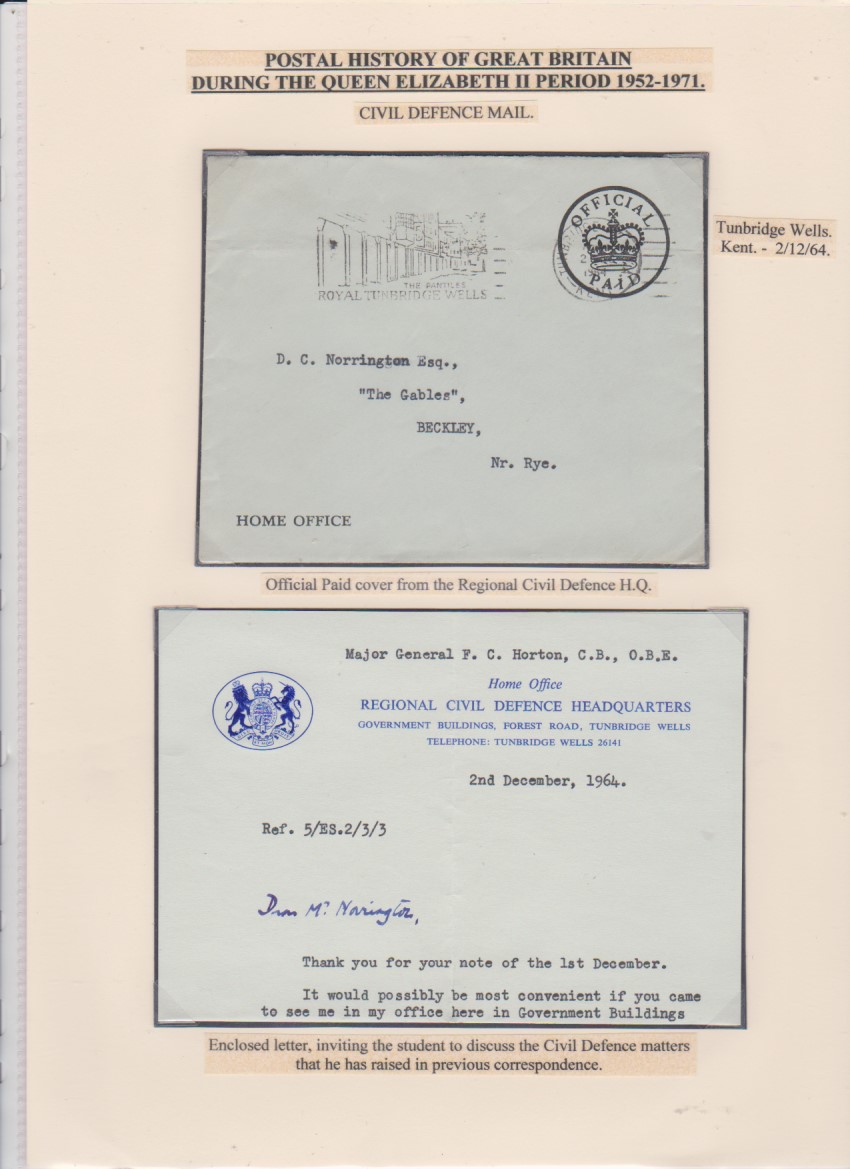 POSTAL HISTORY OF GREAT BRITAIN
DURING THE QUEEN ELIZABETH II PERIOD 1952-1971.
CIVIL DEFENCE MAIL.
OFFICIAL
PAID
THE PANTILES
ROYAL TUNBRIDGE WELLS
Tunbridge Wells.
Kent. - 2/12/64.
D. C. Norrington Esq.,
"The Gables",
BECKLEY,
Nr. Rye.
HOME OFFICE
Official Paid cover from the Regional Civil Defence H.Q.
Major General F. C. Horton, C.B., O.B.E.
Home Office
REGIONAL CIVIL DEFENCE HEADQUARTERS
GOVERNMENT BUILDINGS, FOREST ROAD, TUNBRIDGE WELLS
TELEPHONE: TUNBRIDGE WELLS 26141
2nd December, 1964.
Ref. 5/ES.2/3/3
Dear Mr Norrington,
Thank you for your note of the 1st December.
It would possibly be most convenient if you came
to see me in my office here in Government Buildings
Enclosed letter, inviting the student to discuss the Civil Defence matters
that he has raised in previous correspondence.